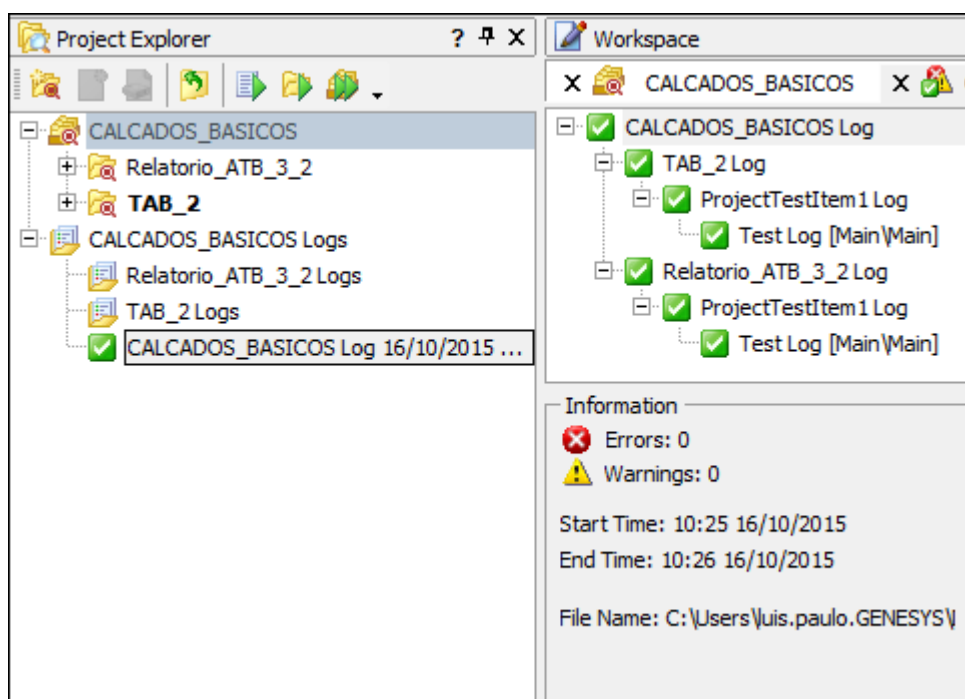 Project Explorer
CALCADOS_BASICOS
Relatorio_ATB_3_2
TAB_2
CALCADOS_BASICOS Logs
Relatorio_ATB_3_2 Logs
TAB_2 Logs
CALCADOS_BASICOS Log 16/10/2015 ...
Workspace
CALCADOS_BASICOS
CALCADOS_BASICOS Log
TAB_2 Log
ProjectTestItem1 Log
Test Log [Main\Main]
Relatorio_ATB_3_2 Log
ProjectTestItem1 Log
Test Log [Main\Main]
Information
Errors: 0
Warnings: 0
Start Time: 10:25 16/10/2015
End Time: 10:26 16/10/2015
File Name: C:\Users\luis.paulo.GENESYS\